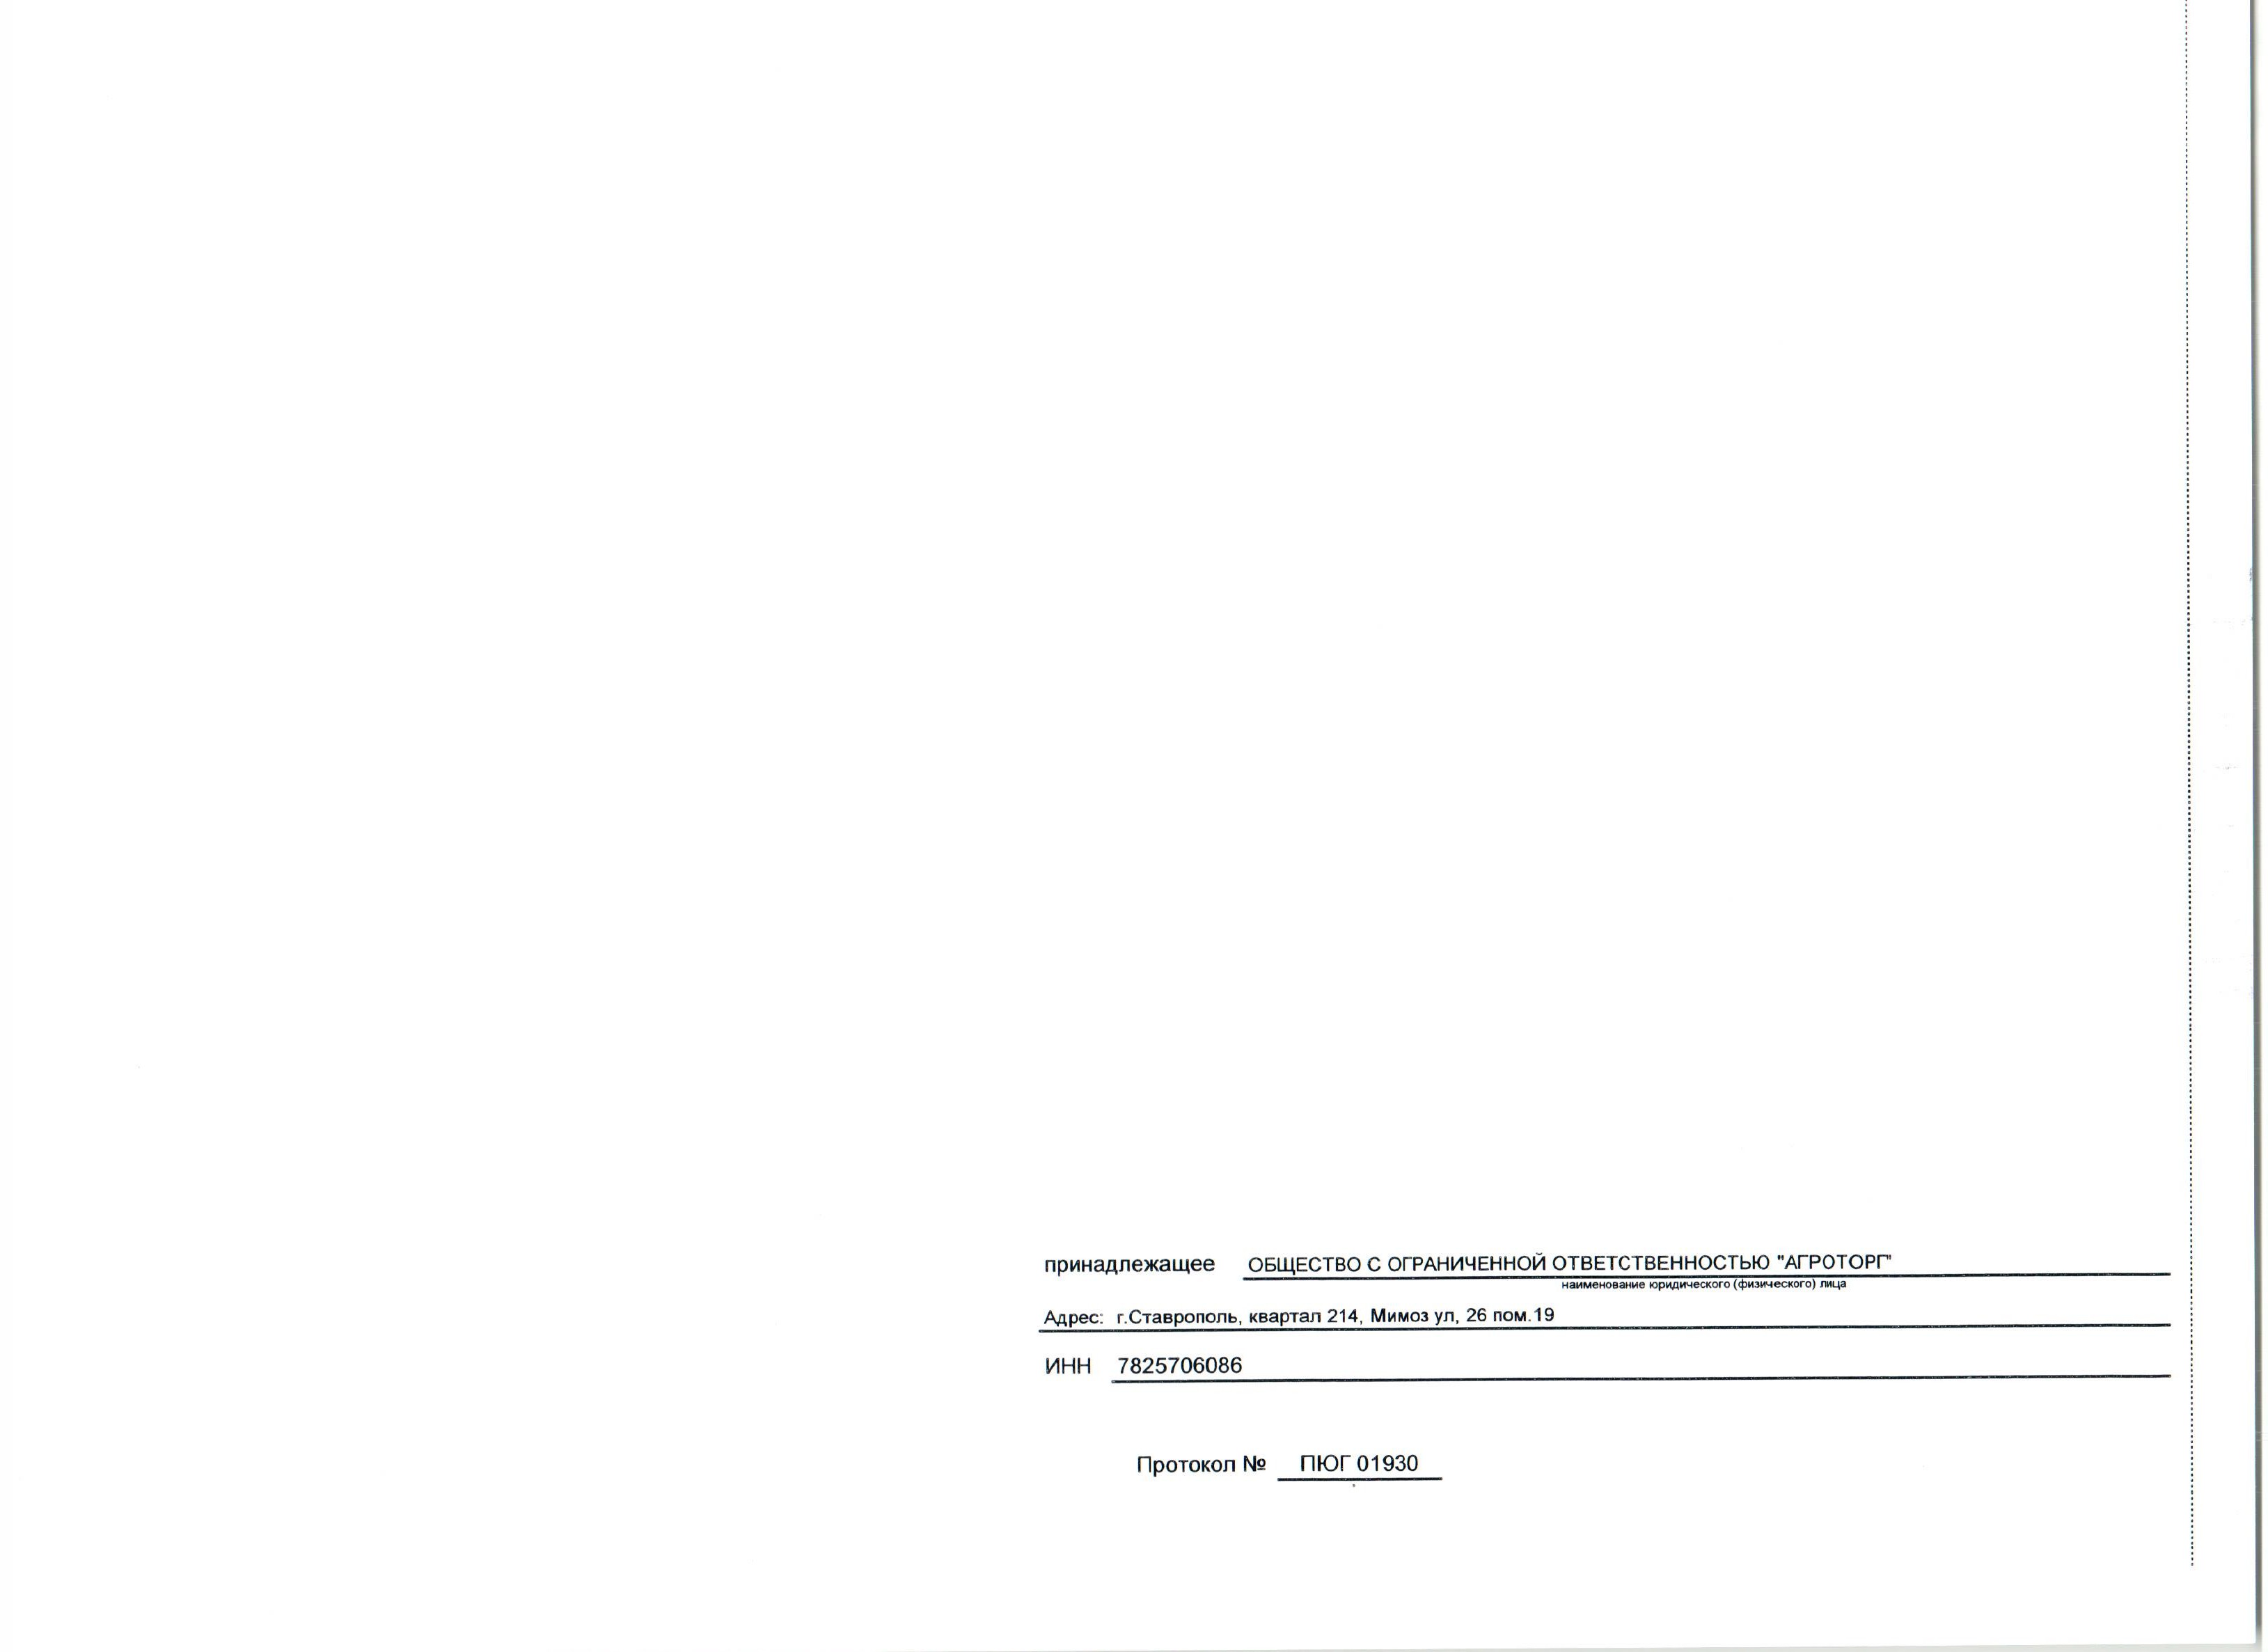 принадлежащее ОБЩЕСТВО С ОГРАНИЧЕННОЙ ОТВЕТСТВЕННОСТЬЮ "АГРОТОРГ"
наименование юридического (физического) лица
Адрес: г.Ставрополь, квартал 214, Мимоз ул, 26 пом.19
ИНН 7825706086
Протокол № ПЮГ 01930